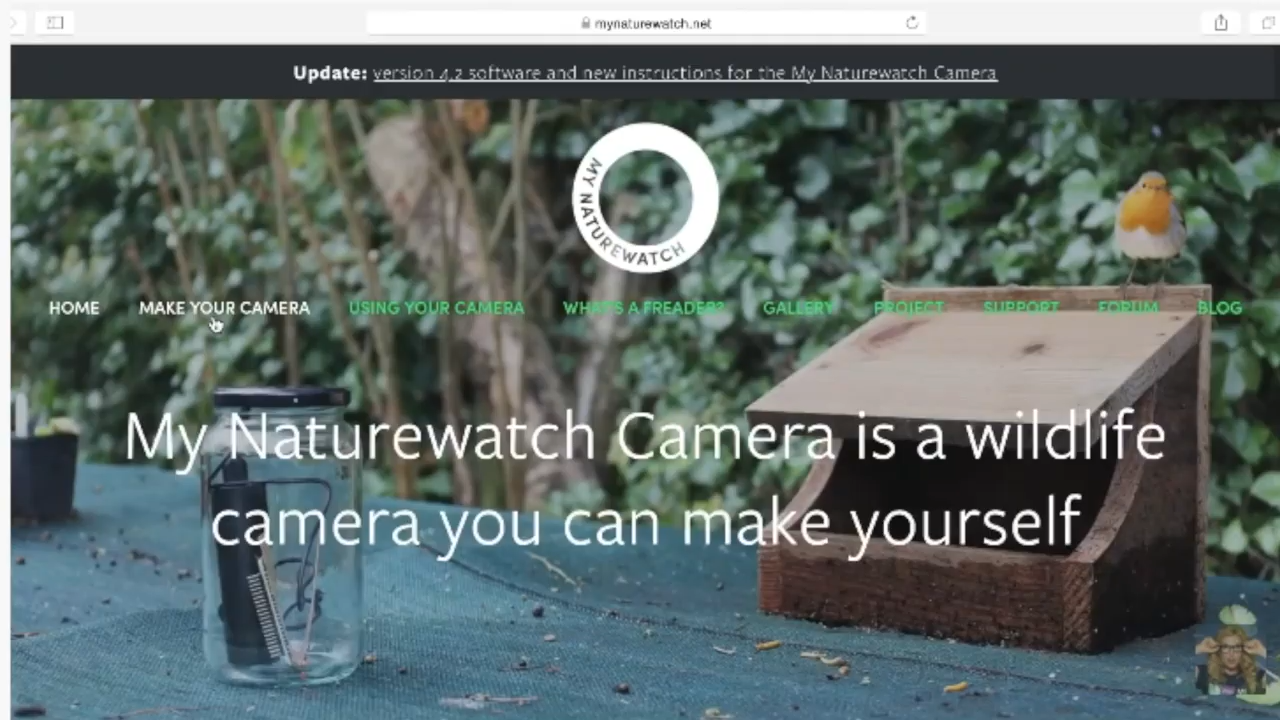 mynaturewatch.net
Update: version 4.2 software and new instructions for the My Naturewatch Camera
MY NATUREWATCH
HOME MAKE YOUR CAMERA USING YOUR CAMERA WHAT'S A FREADER? GALLERY PROJECT SUPPORT FORUM BLOG
My Naturewatch Camera is a wildlife
camera you can make yourself